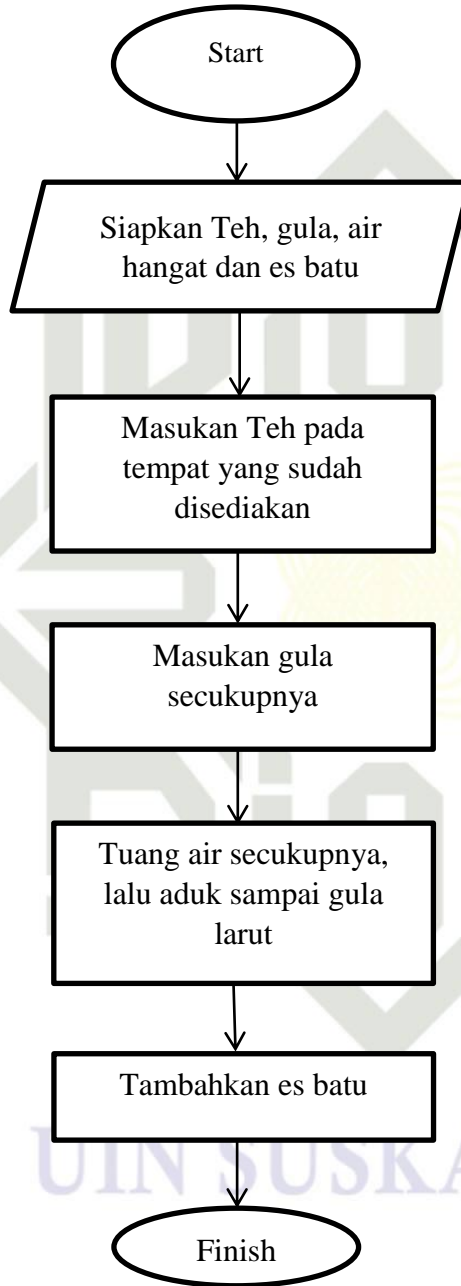 Start
Siapkan Teh, gula, air
hangat dan es batu
Masukan Teh pada
tempat yang sudah
disediakan
Masukan gula
secukupnya
Tuang air secukupnya,
lalu aduk sampai gula
larut
Tambahkan es batu
UIN SUSKA
Finish